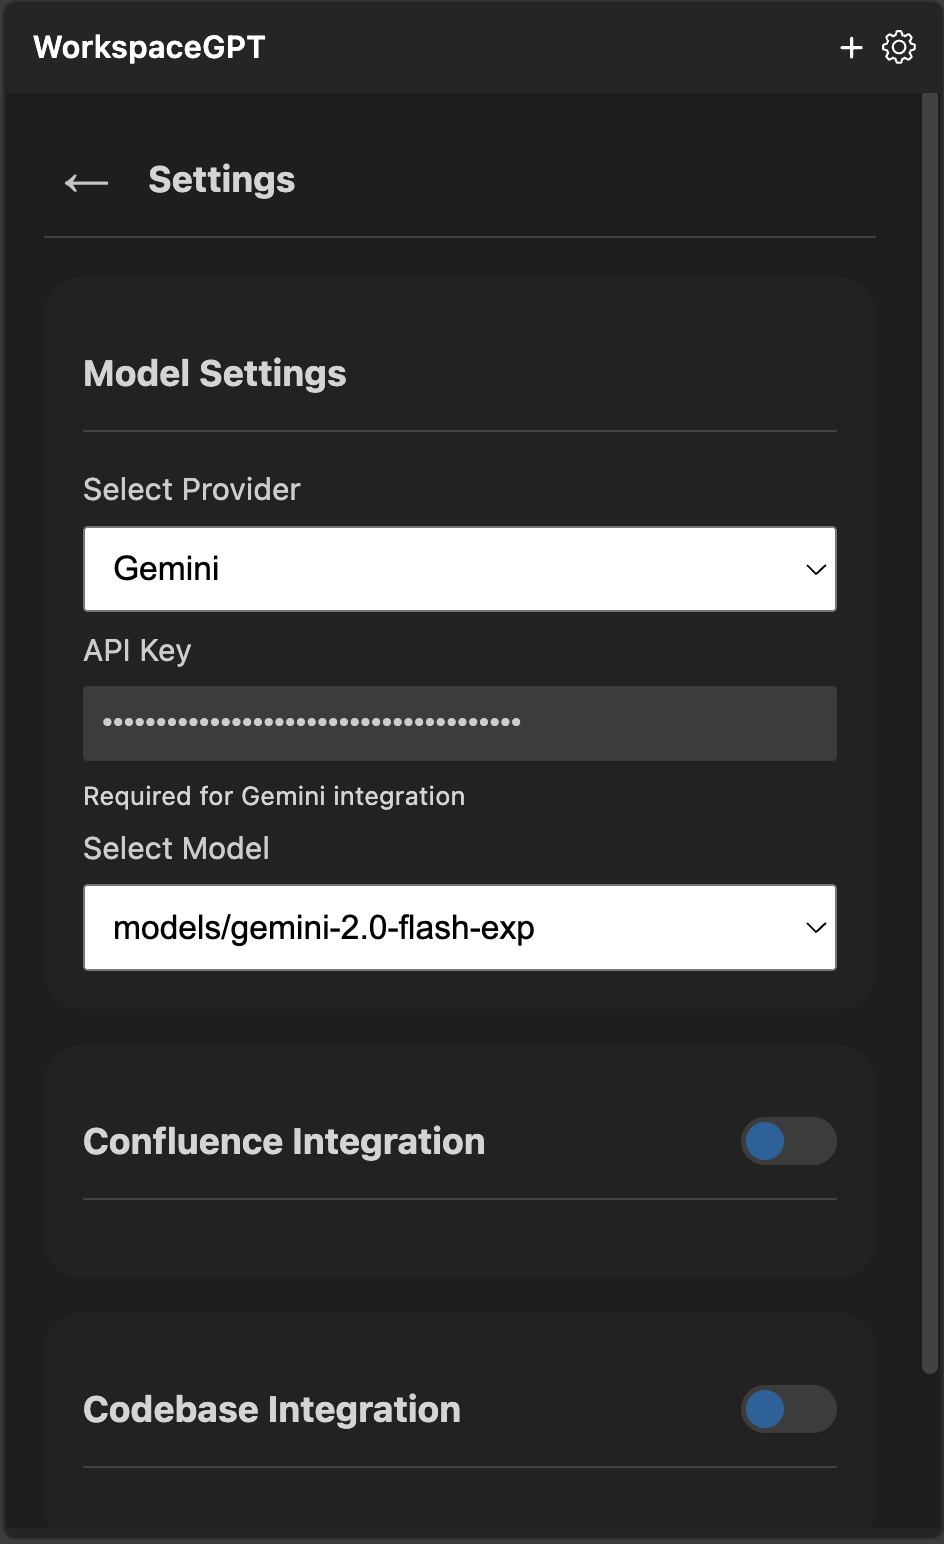 WorkspaceGPT
Settings
Model Settings
Select Provider
Gemini
API Key
•••••••••••••••••••••••••••••••••••••••
Required for Gemini integration
Select Model
models/gemini-2.0-flash-exp
Confluence Integration
Codebase Integration